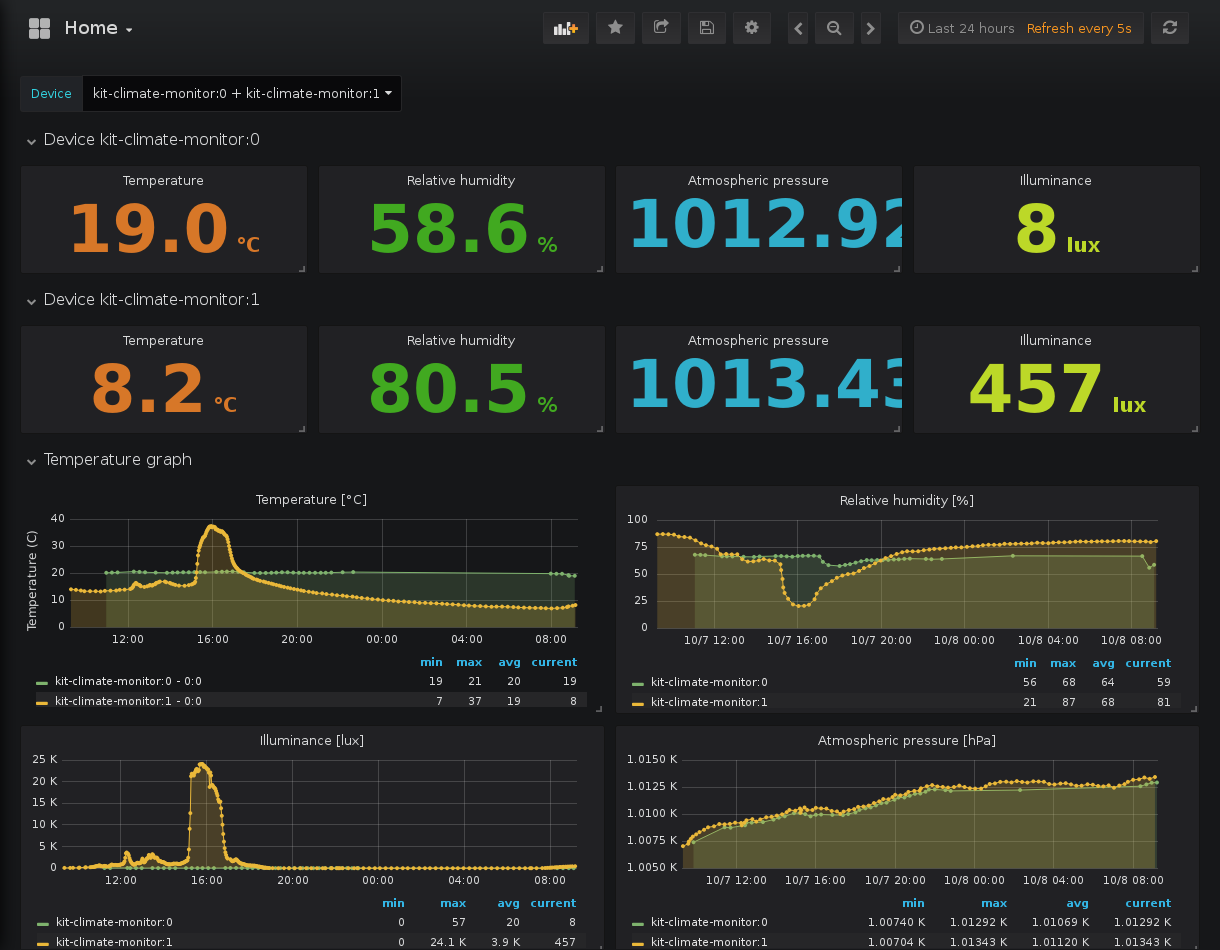 Home
Last 24 hours Refresh every 5s
Device kit-climate-monitor:0 + kit-climate-monitor:1
Device kit-climate-monitor:0
Temperature Relative humidity Atmospheric pressure Illuminance
19.0 °C 58.6 % 1012.92 8 lux
Device kit-climate-monitor:1
Temperature Relative humidity Atmospheric pressure Illuminance
8.2 °C 80.5 % 1013.43 457 lux
Temperature graph
Temperature [°C]
Temperature (C)
40
30
20
10
0
12:00 16:00 20:00 00:00 04:00 08:00
min max avg current
kit-climate-monitor:0 - 0:0 19 21 20 19
kit-climate-monitor:1 - 0:0 7 37 19 8
Relative humidity [%]
100
75
50
25
0
10/7 12:00 10/7 16:00 10/7 20:00 10/8 00:00 10/8 04:00 10/8 08:00
min max avg current
kit-climate-monitor:0 56 68 64 59
kit-climate-monitor:1 21 87 68 81
Illuminance [lux]
25 K
20 K
15 K
10 K
5 K
0
12:00 16:00 20:00 00:00 04:00 08:00
min max avg current
kit-climate-monitor:0 0 57 20 8
kit-climate-monitor:1 0 24.1 K 3.9 K 457
Atmospheric pressure [hPa]
1.0150 K
1.0125 K
1.0100 K
1.0075 K
1.0050 K
10/7 12:00 10/7 16:00 10/7 20:00 10/8 00:00 10/8 04:00 10/8 08:00
min max avg current
kit-climate-monitor:0 1.00740 K 1.01292 K 1.01069 K 1.01292 K
kit-climate-monitor:1 1.00704 K 1.01343 K 1.01120 K 1.01343 K